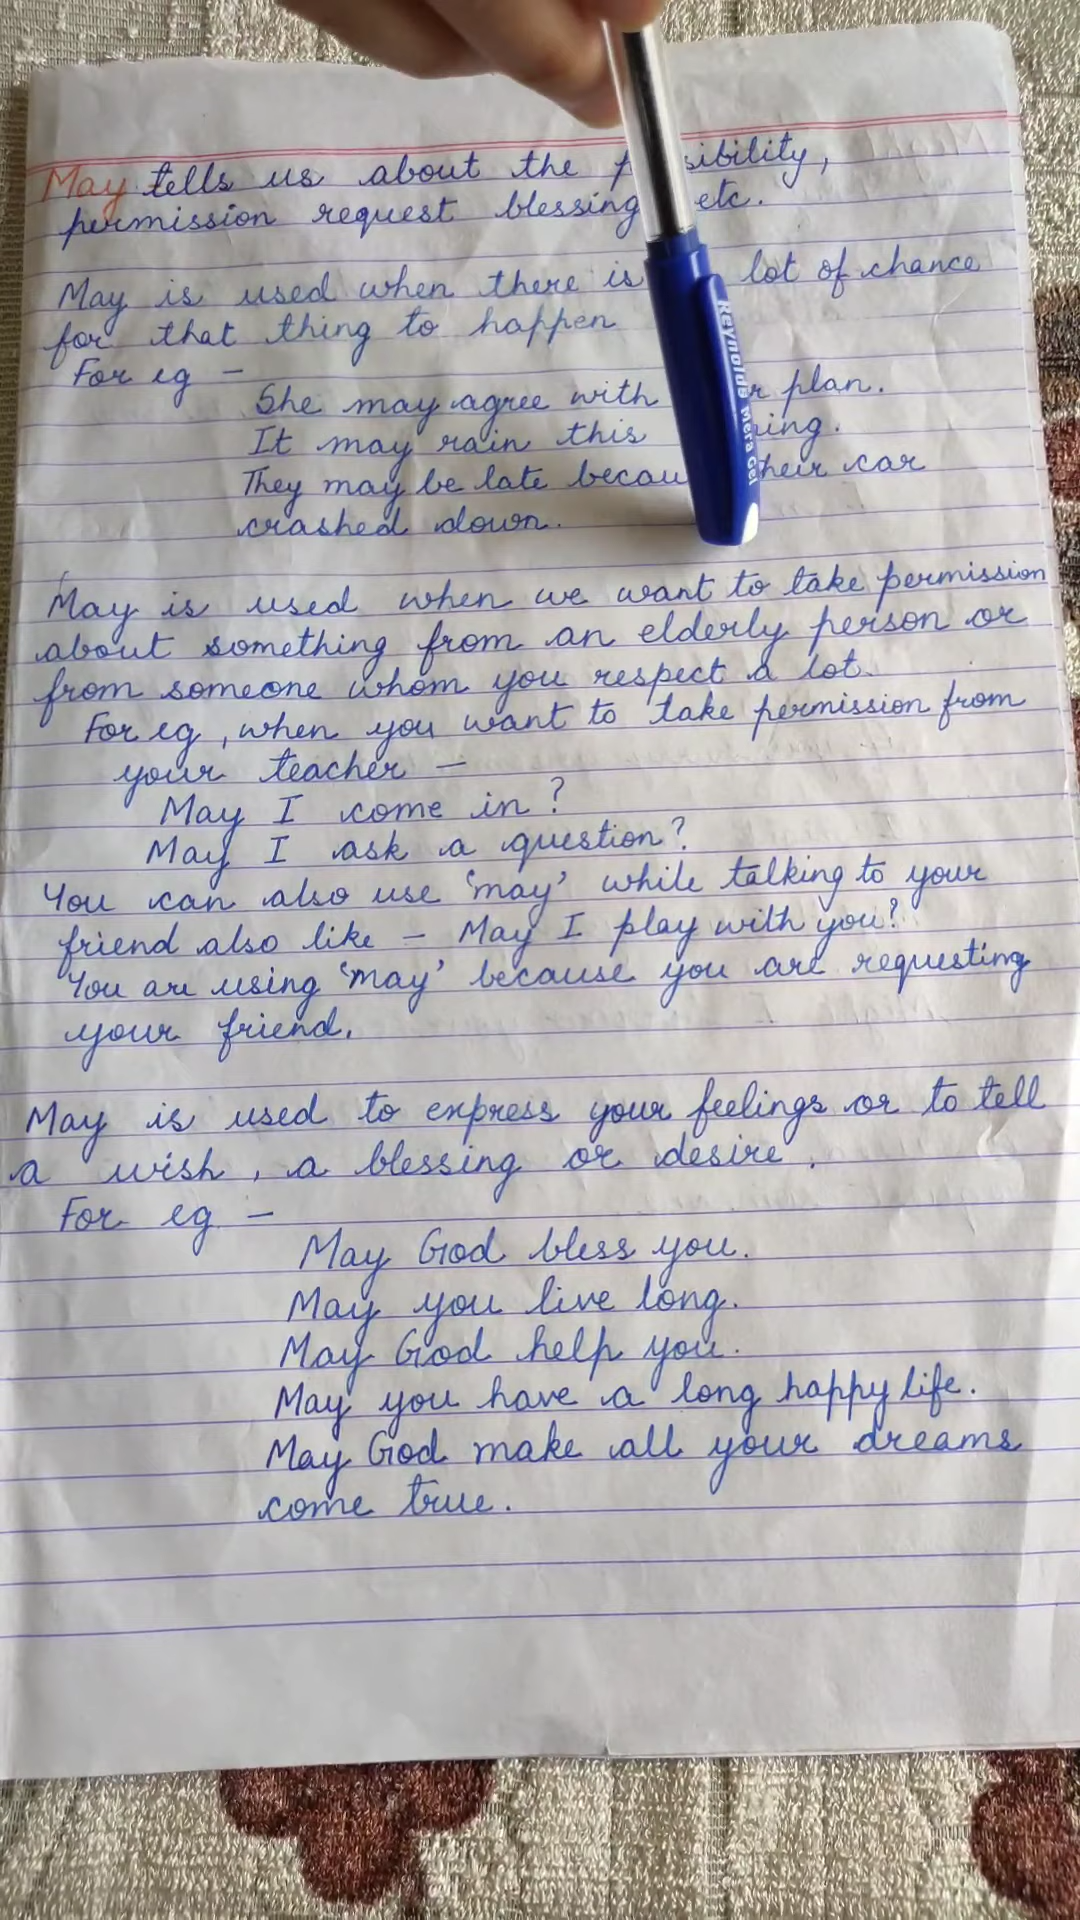 May tells us about the
permission request blessing etc.
May is used when there is lot of chance
for that thing to happen
For eg -
She may agree with plan.
It may rain this
They may be late their car
crashed down.
May is used when we want to take permission
about something from an elderly person or
from someone whom you respect a lot.
For eg, when you want to take permission from
your teacher -
May I come in?
May I ask a question?
You can also use 'may' while talking to your
friend also like - May I play with you?
You are using 'may' because you are requesting
your friend.
May is used to express your feelings or to tell
a wish, a blessing or desire.
For eg -
May God bless you.
May you live long.
May God help you.
May you have a long happy life.
May God make all your dreams
come true.
Reynolds Mera Gel